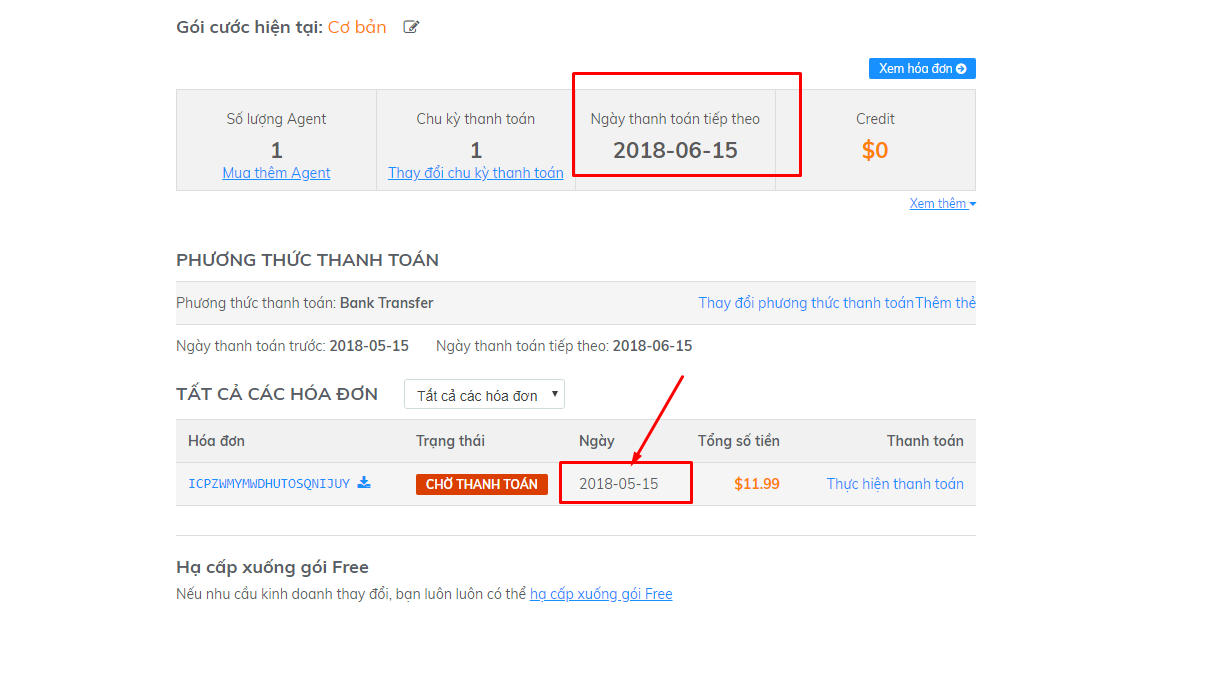 Gói cước hiện tại: Cơ bản
Xem hóa đơn
Số lượng Agent
1
Mua thêm Agent
Chu kỳ thanh toán
1
Thay đổi chu kỳ thanh toán
Ngày thanh toán tiếp theo
2018-06-15
Credit
$0
Xem thêm
PHƯƠNG THỨC THANH TOÁN
Phương thức thanh toán: Bank Transfer Thay đổi phương thức thanh toánThêm thẻ
Ngày thanh toán trước: 2018-05-15 Ngày thanh toán tiếp theo: 2018-06-15
TẤT CẢ CÁC HÓA ĐƠN Tất cả các hóa đơn
Hóa đơn Trạng thái Ngày Tổng số tiền Thanh toán
ICPZWMYMWDHUTOSQNIJUY CHỜ THANH TOÁN 2018-05-15 $11.99 Thực hiện thanh toán
Hạ cấp xuống gói Free
Nếu nhu cầu kinh doanh thay đổi, bạn luôn luôn có thể hạ cấp xuống gói Free